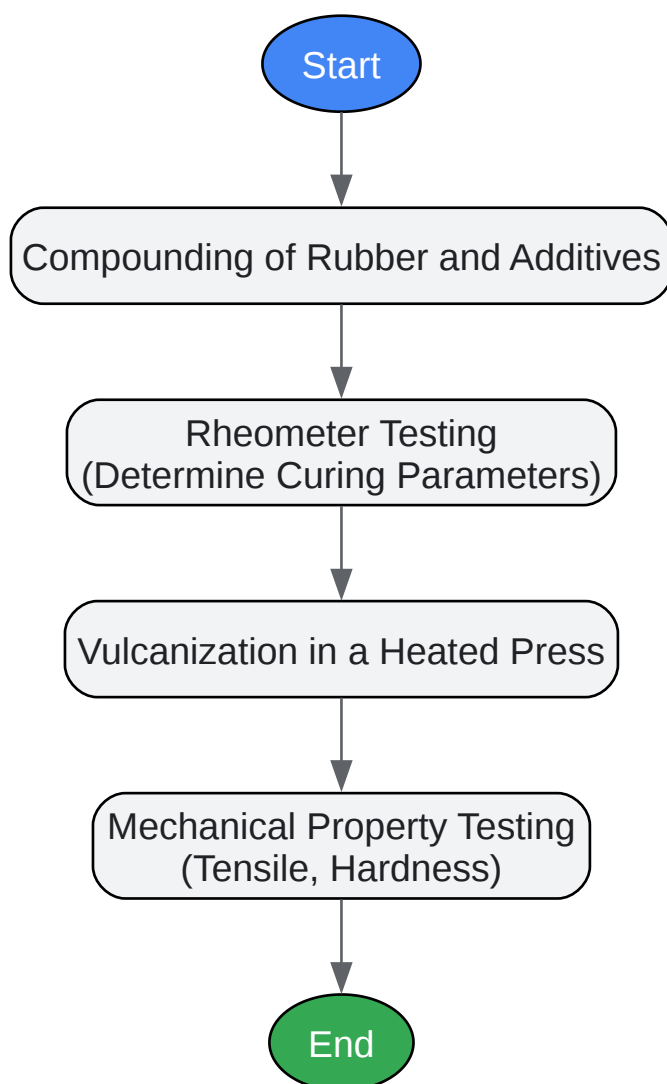 Start
Compounding of Rubber and Additives
Rheometer Testing
(Determine Curing Parameters)
Vulcanization in a Heated Press
Mechanical Property Testing
(Tensile, Hardness)
End